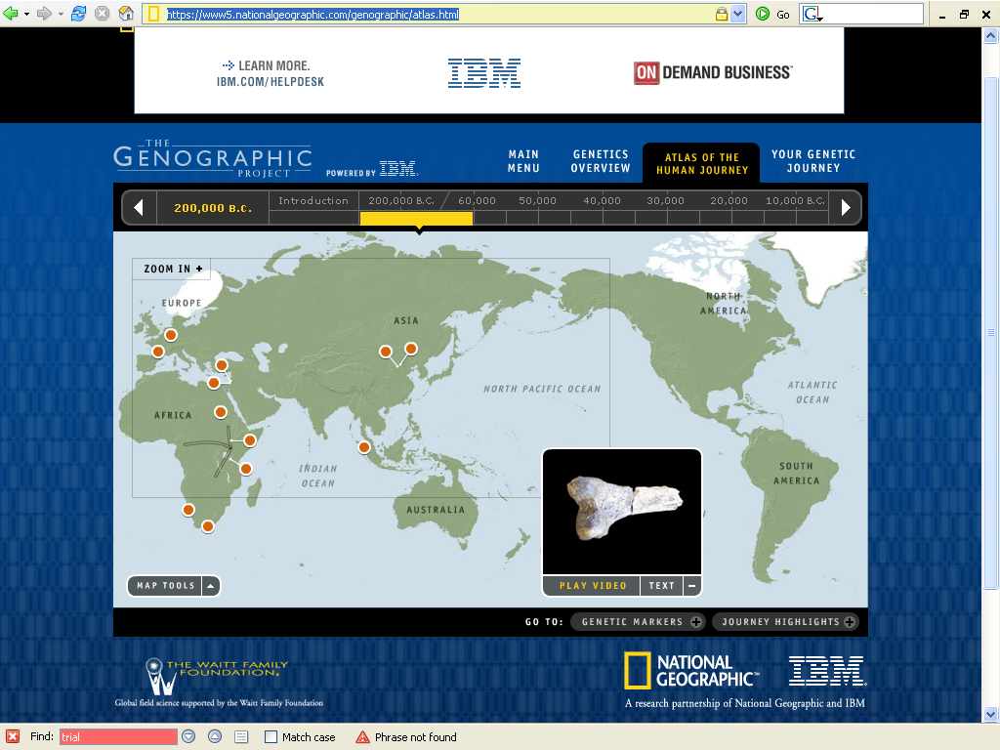 https://www5.nationalgeographic.com/genographic/atlas.html
Go
G
LEARN MORE.
IBM.COM/HELPDESK
IBM
ON DEMAND BUSINESS™
THE
GENOGRAPHIC
PROJECT
POWERED BY IBM
MAIN
MENU
GENETICS
OVERVIEW
ATLAS OF THE
HUMAN JOURNEY
YOUR GENETIC
JOURNEY
200,000 B.C.
Introduction
200,000 B.C.
60,000
50,000
40,000
30,000
20,000
10,000 B.C.
ZOOM IN +
EUROPE
ASIA
NORTH
AMERICA
NORTH PACIFIC OCEAN
ATLANTIC
OCEAN
AFRICA
INDIAN
OCEAN
SOUTH
AMERICA
AUSTRALIA
MAP TOOLS
PLAY VIDEO
TEXT
GO TO:
GENETIC MARKERS
JOURNEY HIGHLIGHTS
THE WAITT FAMILY
FOUNDATION.
Global field science supported by the Waitt Family Foundation
NATIONAL
GEOGRAPHIC™
IBM
A research partnership of National Geographic and IBM
Find:
trial
Match case
Phrase not found